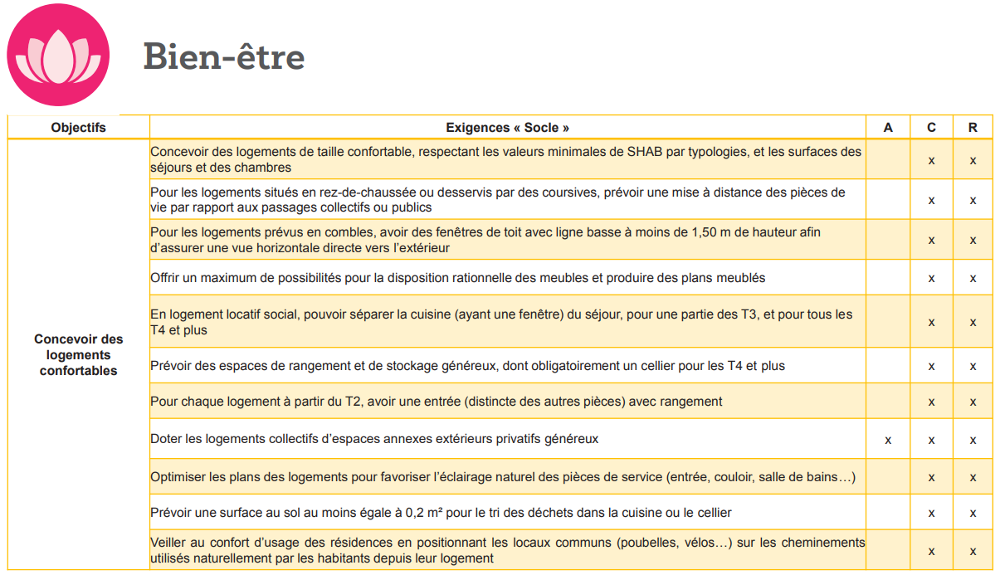 Bien-être
Objectifs Exigences « Socle » A C R
Concevoir des logements confortables
Concevoir des logements de taille confortable, respectant les valeurs minimales de SHAB par typologies, et les surfaces des
séjours et des chambres x x
Pour les logements situés en rez-de-chaussée ou desservis par des coursives, prévoir une mise à distance des pièces de
vie par rapport aux passages collectifs ou publics x x
Pour les logements prévus en combles, avoir des fenêtres de toit avec ligne basse à moins de 1,50 m de hauteur afin
d'assurer une vue horizontale directe vers l'extérieur x x
Offrir un maximum de possibilités pour la disposition rationnelle des meubles et produire des plans meublés x x
En logement locatif social, pouvoir séparer la cuisine (ayant une fenêtre) du séjour, pour une partie des T3, et pour tous les
T4 et plus x x
Prévoir des espaces de rangement et de stockage généreux, dont obligatoirement un cellier pour les T4 et plus x x
Pour chaque logement à partir du T2, avoir une entrée (distincte des autres pièces) avec rangement x x
Doter les logements collectifs d'espaces annexes extérieurs privatifs généreux x x x
Optimiser les plans des logements pour favoriser l'éclairage naturel des pièces de service (entrée, couloir, salle de bains…) x x
Prévoir une surface au sol au moins égale à 0,2 m² pour le tri des déchets dans la cuisine ou le cellier x x
Veiller au confort d'usage des résidences en positionnant les locaux communs (poubelles, vélos…) sur les cheminements
utilisés naturellement par les habitants depuis leur logement x x